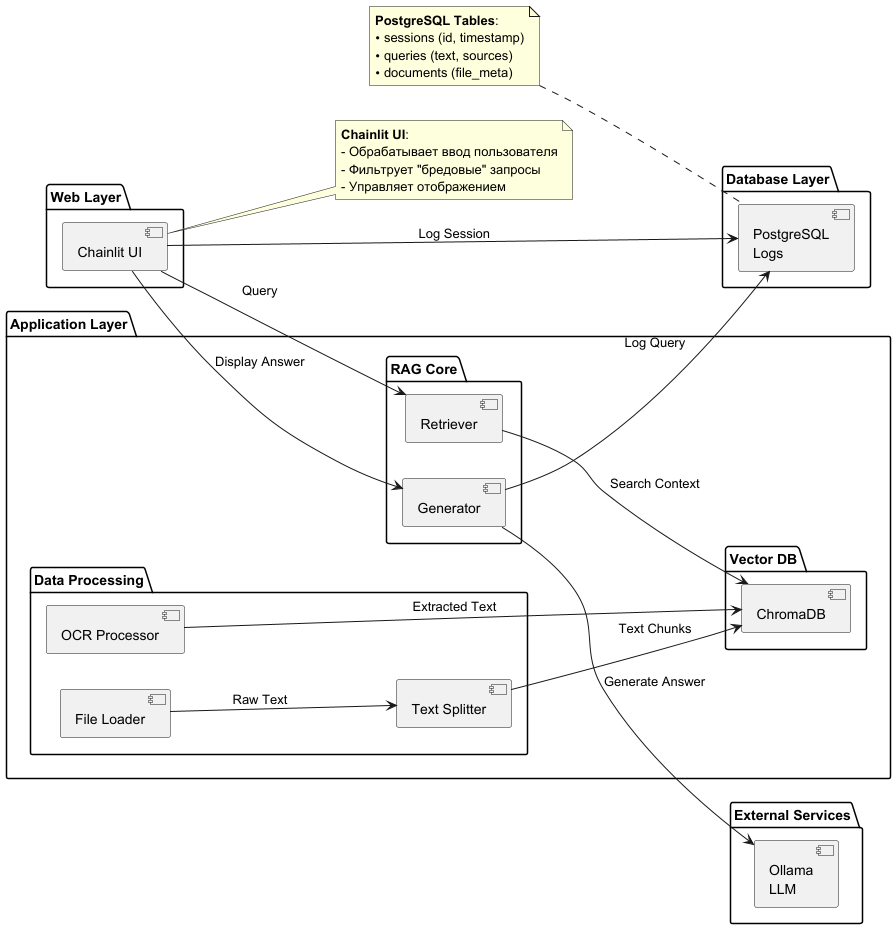 PostgreSQL Tables:
• sessions (id, timestamp)
• queries (text, sources)
• documents (file_meta)
Chainlit UI:
- Обрабатывает ввод пользователя
- Фильтрует "бредовые" запросы
- Управляет отображением
Web Layer
Chainlit UI
Log Session
Database Layer
PostgreSQL
Logs
Query
Application Layer
Display Answer
Log Query
RAG Core
Retriever
Generator
Search Context
Vector DB
ChromaDB
Data Processing
OCR Processor
Extracted Text
Text Chunks
File Loader
Raw Text
Text Splitter
Generate Answer
External Services
Ollama
LLM